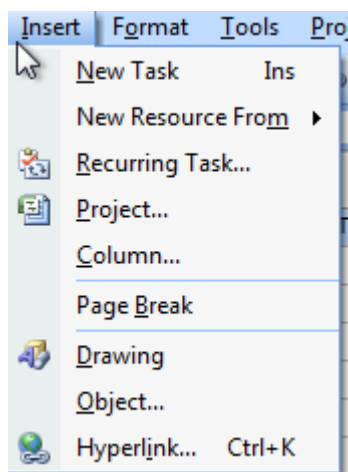 Insert Format Tools Pro
New Task Ins
New Resource From
Recurring Task...
Project...
Column...
Page Break
Drawing
Object...
Hyperlink... Ctrl+K